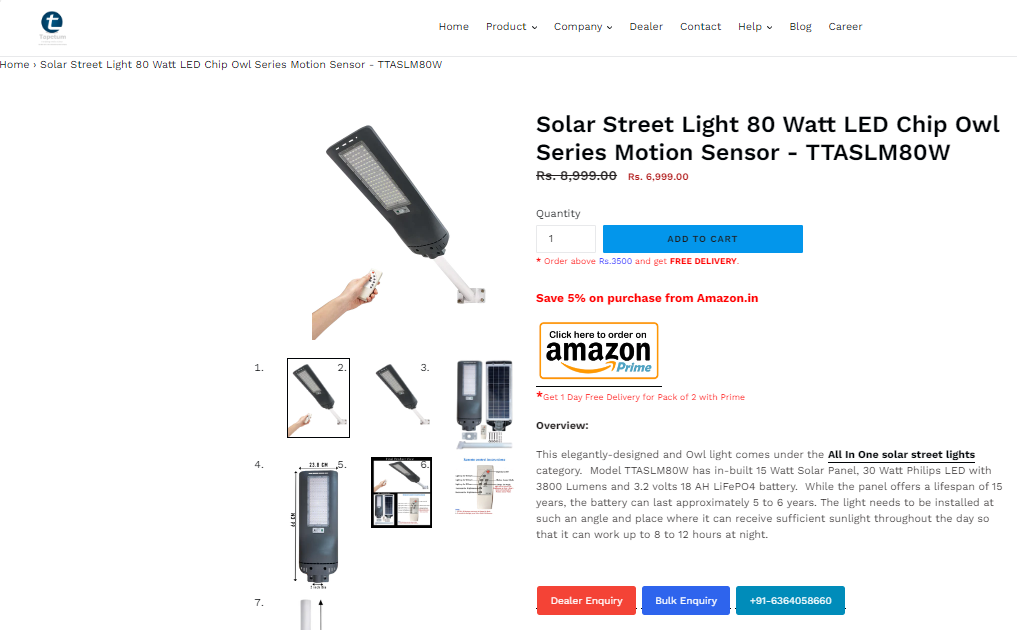 Home Product Company Dealer Contact Help Blog Career
Tapetum
Home › Solar Street Light 80 Watt LED Chip Owl Series Motion Sensor - TTASLM80W
Solar Street Light 80 Watt LED Chip Owl
Series Motion Sensor - TTASLM80W
Rs. 8,999.00 Rs. 6,999.00
Quantity
1 ADD TO CART
* Order above Rs.3500 and get FREE DELIVERY.
Save 5% on purchase from Amazon.in
Click here to order on
amazon
Prime
*Get 1 Day Free Delivery for Pack of 2 with Prime
Overview:
This elegantly-designed and Owl light comes under the All In One solar street lights
category. Model TTASLM80W has in-built 15 Watt Solar Panel, 30 Watt Philips LED with
3800 Lumens and 3.2 volts 18 AH LiFePO4 battery. While the panel offers a lifespan of 15
years, the battery can last approximately 5 to 6 years. The light needs to be installed at
such an angle and place where it can receive sufficient sunlight throughout the day so
that it can work up to 8 to 12 hours at night.
Dealer Enquiry Bulk Enquiry +91-6364058660
1. 2. 3.
4. 5. 6.
23.8 CM
64 CM
7.